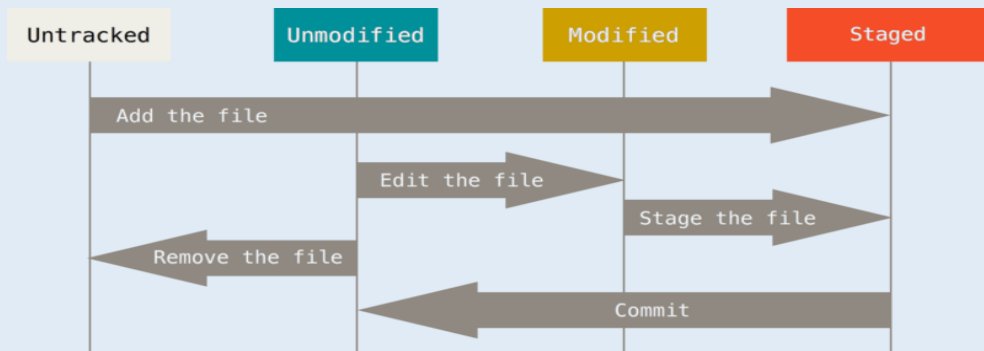 Untracked
Unmodified
Modified
Staged
Add the file
Edit the file
Stage the file
Remove the file
Commit